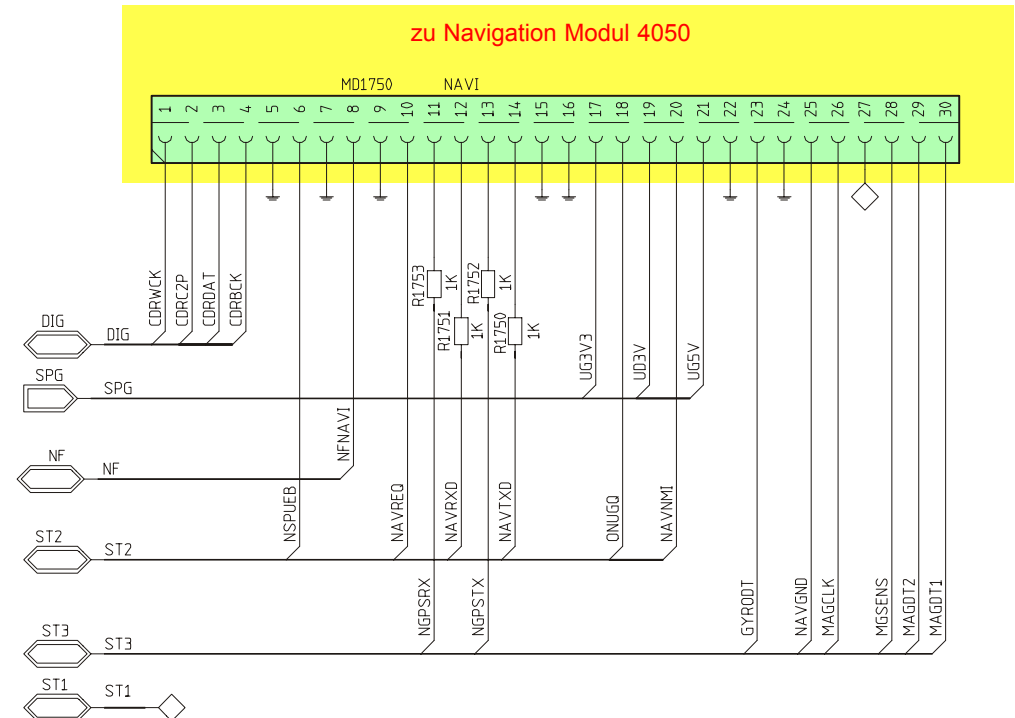 zu Navigation Modul 4050
MD1750 NAVI
1 2 3 4 5 6 7 8 9 10 11 12 13 14 15 16 17 18 19 20 21 22 23 24 25 26 27 28 29 30
CDRWCK CDRC2P CDRDAT CDRBCK
R1753 1K R1752 1K
R1751 1K R1750 1K
DIG DIG
UG3V3 UD3V UG5V
SPG SPG
NFNAVI
NF NF
NSPUEB NAVREQ NAVRXD NAVTXD ONUGQ NAVNMI
ST2 ST2
NGPSRX NGPSTX GYRODT NAVGND MAGCLK MGSENS MAGDT2 MAGDT1
ST3 ST3
ST1 ST1